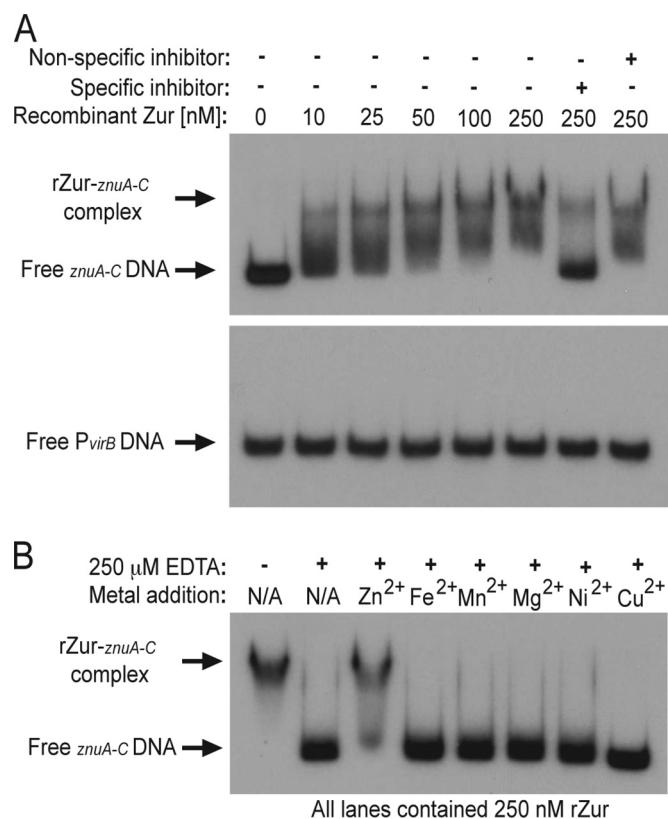 A
Non-specific inhibitor: - - - - - - - +
Specific inhibitor: - - - - - - + -
Recombinant Zur [nM]: 0 10 25 50 100 250 250 250
rZur-znuA-C
complex
Free znuA-C DNA
Free PvirB DNA
B
250 μM EDTA: - + + + + + + +
Metal addition: N/A N/A Zn2+ Fe2+ Mn2+ Mg2+ Ni2+ Cu2+
rZur-znuA-C
complex
Free znuA-C DNA
All lanes contained 250 nM rZur